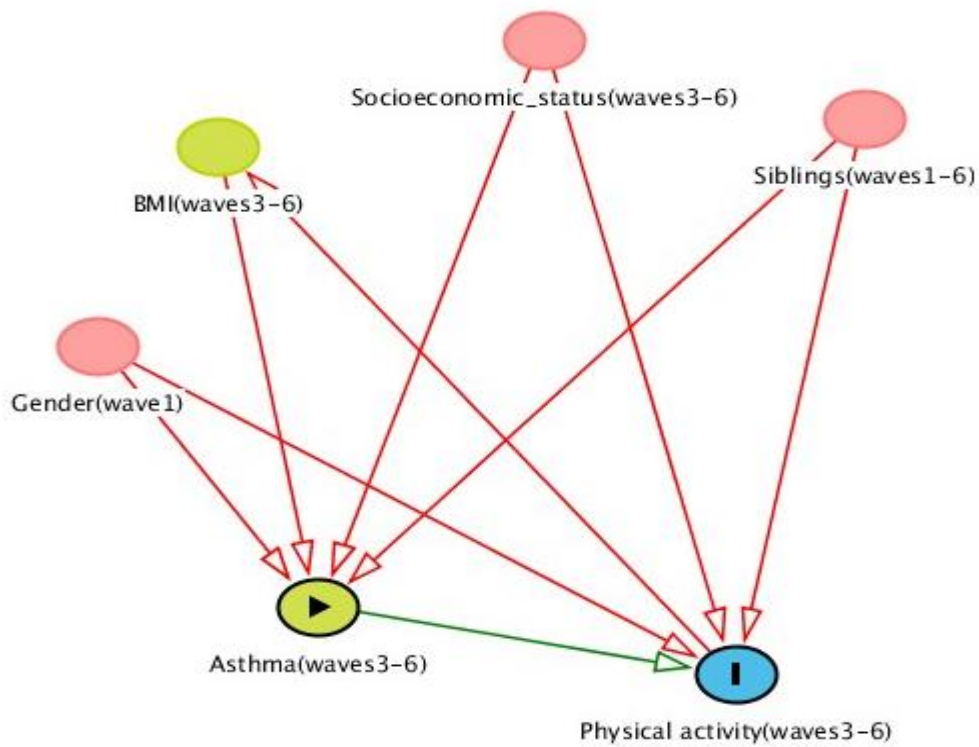 Socioeconomic_status(waves3-6)
Siblings(waves1-6)
BMI(waves3-6)
Gender(wave1)
Asthma(waves3-6)
Physical activity(waves3-6)